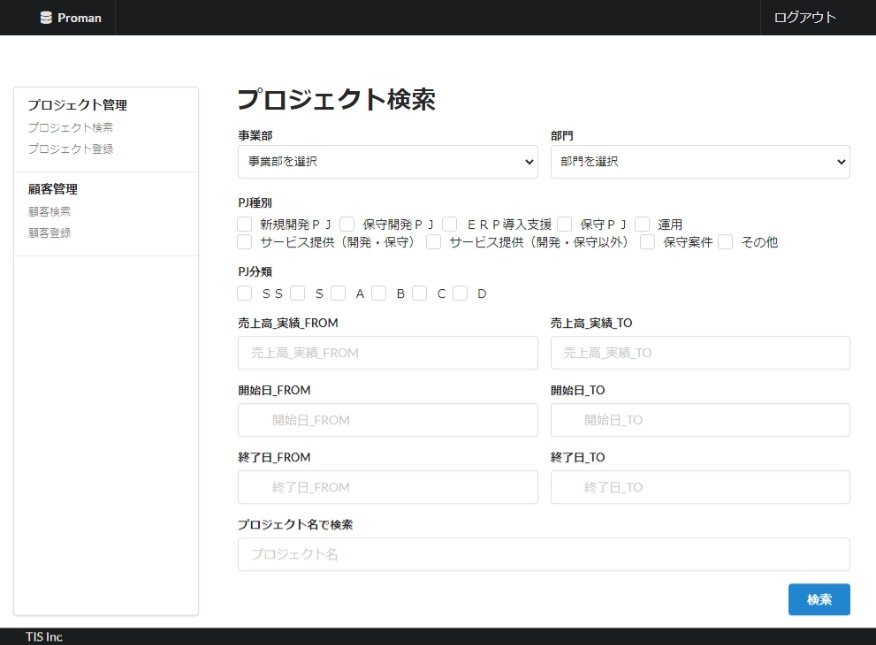 Proman ログアウト
プロジェクト管理
プロジェクト検索
プロジェクト登録
顧客管理
顧客検索
顧客登録
プロジェクト検索
事業部 部門
事業部を選択 部門を選択
PJ種別
新規開発ＰＪ 保守開発ＰＪ ＥＲＰ導入支援 保守ＰＪ 運用
サービス提供（開発・保守） サービス提供（開発・保守以外） 保守案件 その他
PJ分類
ＳＳ Ｓ Ａ Ｂ Ｃ Ｄ
売上高_実績_FROM 売上高_実績_TO
売上高_実績_FROM 売上高_実績_TO
開始日_FROM 開始日_TO
開始日_FROM 開始日_TO
終了日_FROM 終了日_TO
終了日_FROM 終了日_TO
プロジェクト名で検索
プロジェクト名
検索
TIS Inc